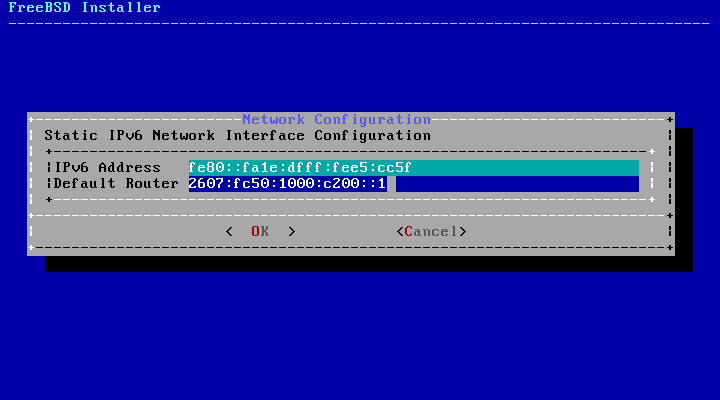 FreeBSD Installer
Network Configuration
Static IPv6 Network Interface Configuration
IPv6 Address fe80::fa1e:dfff:fee5:cc5f
Default Router 2607:fc50:1000:c200::1
< OK > <Cancel>